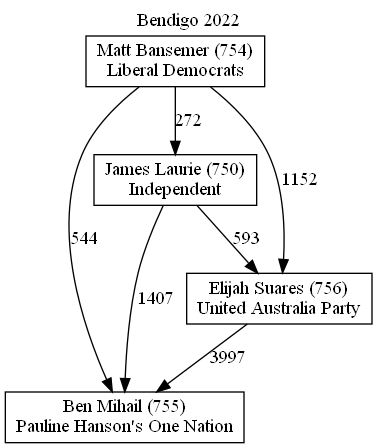 Bendigo 2022
Matt Bansemer (754)
Liberal Democrats
272
James Laurie (750)
Independent
1152
544
593
1407
Elijah Suares (756)
United Australia Party
3997
Ben Mihail (755)
Pauline Hanson's One Nation